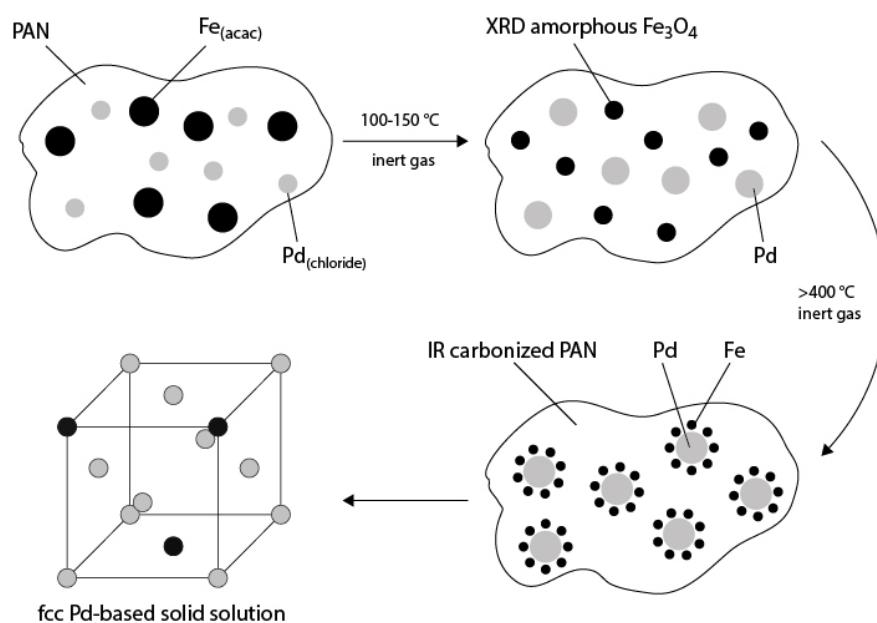 PAN
Fe(acac)
Pd(chloride)
100-150 °C
inert gas
XRD amorphous Fe3O4
Pd
>400 °C
inert gas
IR carbonized PAN
Pd
Fe
fcc Pd-based solid solution